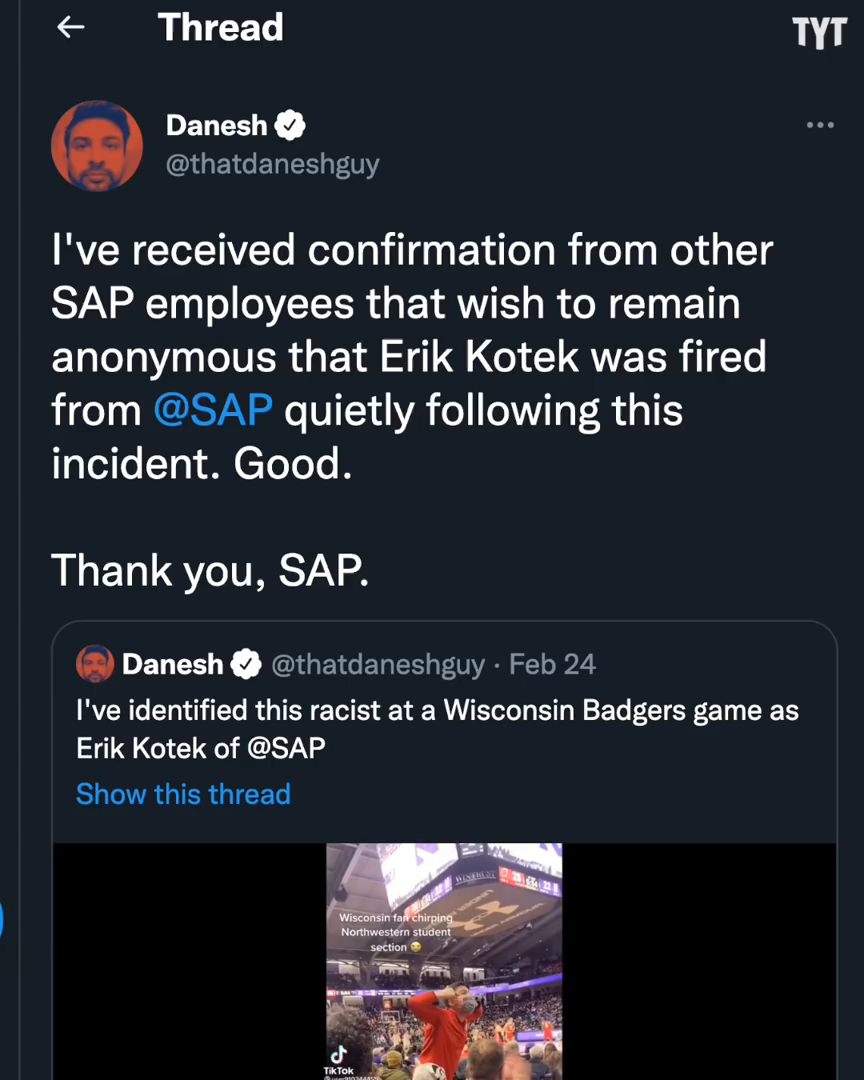 Thread
TYT
Danesh
@thatdaneshguy
I've received confirmation from other
SAP employees that wish to remain
anonymous that Erik Kotek was fired
from @SAP quietly following this
incident. Good.
Thank you, SAP.
Danesh @thatdaneshguy · Feb 24
I've identified this racist at a Wisconsin Badgers game as
Erik Kotek of @SAP
Show this thread
Wisconsin fan chirping
Northwestern student
section 😭
TikTok